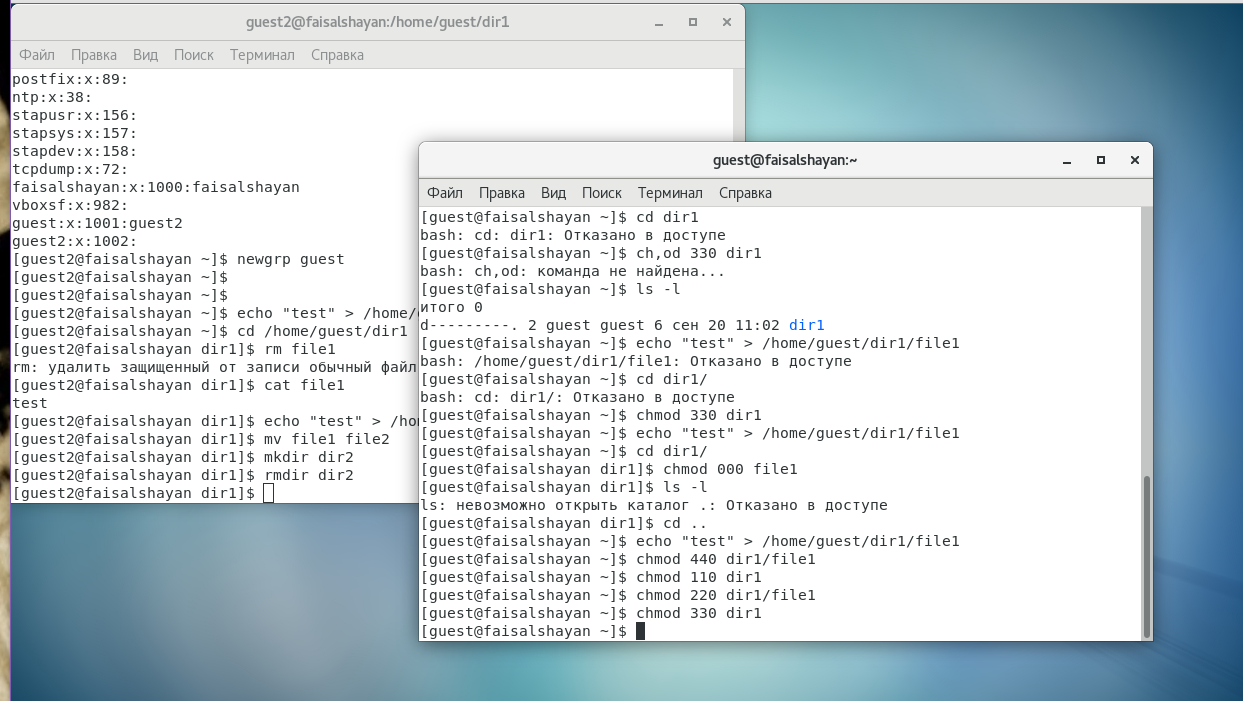 guest2@faisalshayan:/home/guest/dir1
Файл Правка Вид Поиск Терминал Справка
postfix:x:89:
ntp:x:38:
stapusr:x:156:
stapsys:x:157:
stapdev:x:158:
tcpdump:x:72:
faisalshayan:x:1000:faisalshayan
vboxsf:x:982:
guest:x:1001:guest2
guest2:x:1002:
[guest2@faisalshayan ~]$ newgrp guest
[guest2@faisalshayan ~]$
[guest2@faisalshayan ~]$
[guest2@faisalshayan ~]$ echo "test" > /home/
[guest2@faisalshayan ~]$ cd /home/guest/dir1
[guest2@faisalshayan dir1]$ rm file1
rm: удалить защищенный от записи обычный файл
[guest2@faisalshayan dir1]$ cat file1
test
[guest2@faisalshayan dir1]$ echo "test" > /ho
[guest2@faisalshayan dir1]$ mv file1 file2
[guest2@faisalshayan dir1]$ mkdir dir2
[guest2@faisalshayan dir1]$ rmdir dir2
[guest2@faisalshayan dir1]$
guest@faisalshayan:~
Файл Правка Вид Поиск Терминал Справка
[guest@faisalshayan ~]$ cd dir1
bash: cd: dir1: Отказано в доступе
[guest@faisalshayan ~]$ ch,od 330 dir1
bash: ch,od: команда не найдена...
[guest@faisalshayan ~]$ ls -l
итого 0
d---------. 2 guest guest 6 сен 20 11:02 dir1
[guest@faisalshayan ~]$ echo "test" > /home/guest/dir1/file1
bash: /home/guest/dir1/file1: Отказано в доступе
[guest@faisalshayan ~]$ cd dir1/
bash: cd: dir1/: Отказано в доступе
[guest@faisalshayan ~]$ chmod 330 dir1
[guest@faisalshayan ~]$ echo "test" > /home/guest/dir1/file1
[guest@faisalshayan ~]$ cd dir1/
[guest@faisalshayan dir1]$ chmod 000 file1
[guest@faisalshayan dir1]$ ls -l
ls: невозможно открыть каталог .: Отказано в доступе
[guest@faisalshayan dir1]$ cd ..
[guest@faisalshayan ~]$ echo "test" > /home/guest/dir1/file1
[guest@faisalshayan ~]$ chmod 440 dir1/file1
[guest@faisalshayan ~]$ chmod 110 dir1
[guest@faisalshayan ~]$ chmod 220 dir1/file1
[guest@faisalshayan ~]$ chmod 330 dir1
[guest@faisalshayan ~]$